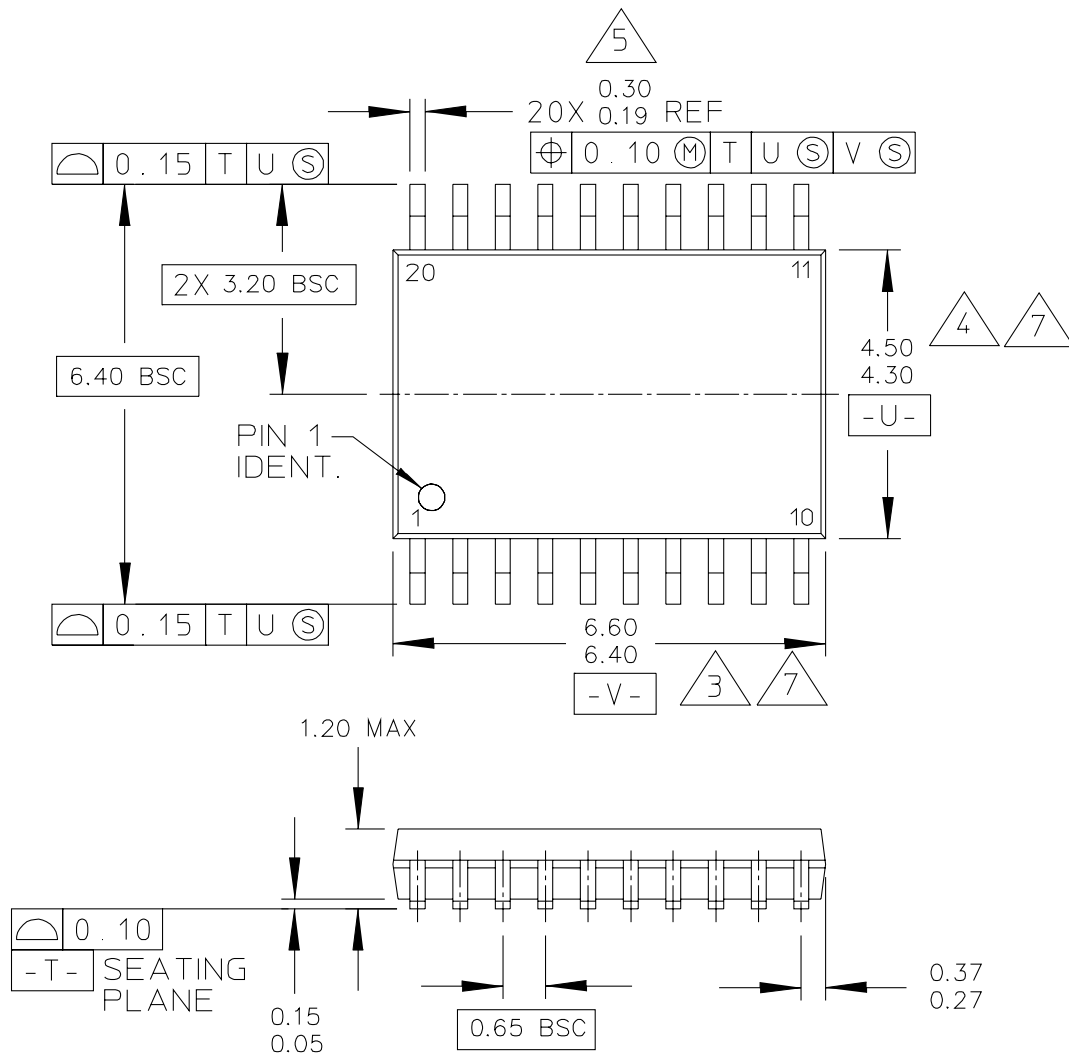 5
0.30
20X 0.19 REF
⌖ 0.10 Ⓜ T U Ⓢ V Ⓢ
⌓ 0.15 T U Ⓢ
20
11
2X 3.20 BSC
4
7
4.50
4.30
-U-
6.40 BSC
PIN 1
IDENT.
1
10
⌓ 0.15 T U Ⓢ
6.60
6.40
-V-
3
7
1.20 MAX
⌓ 0.10
-T- SEATING
PLANE
0.15
0.05
0.65 BSC
0.37
0.27